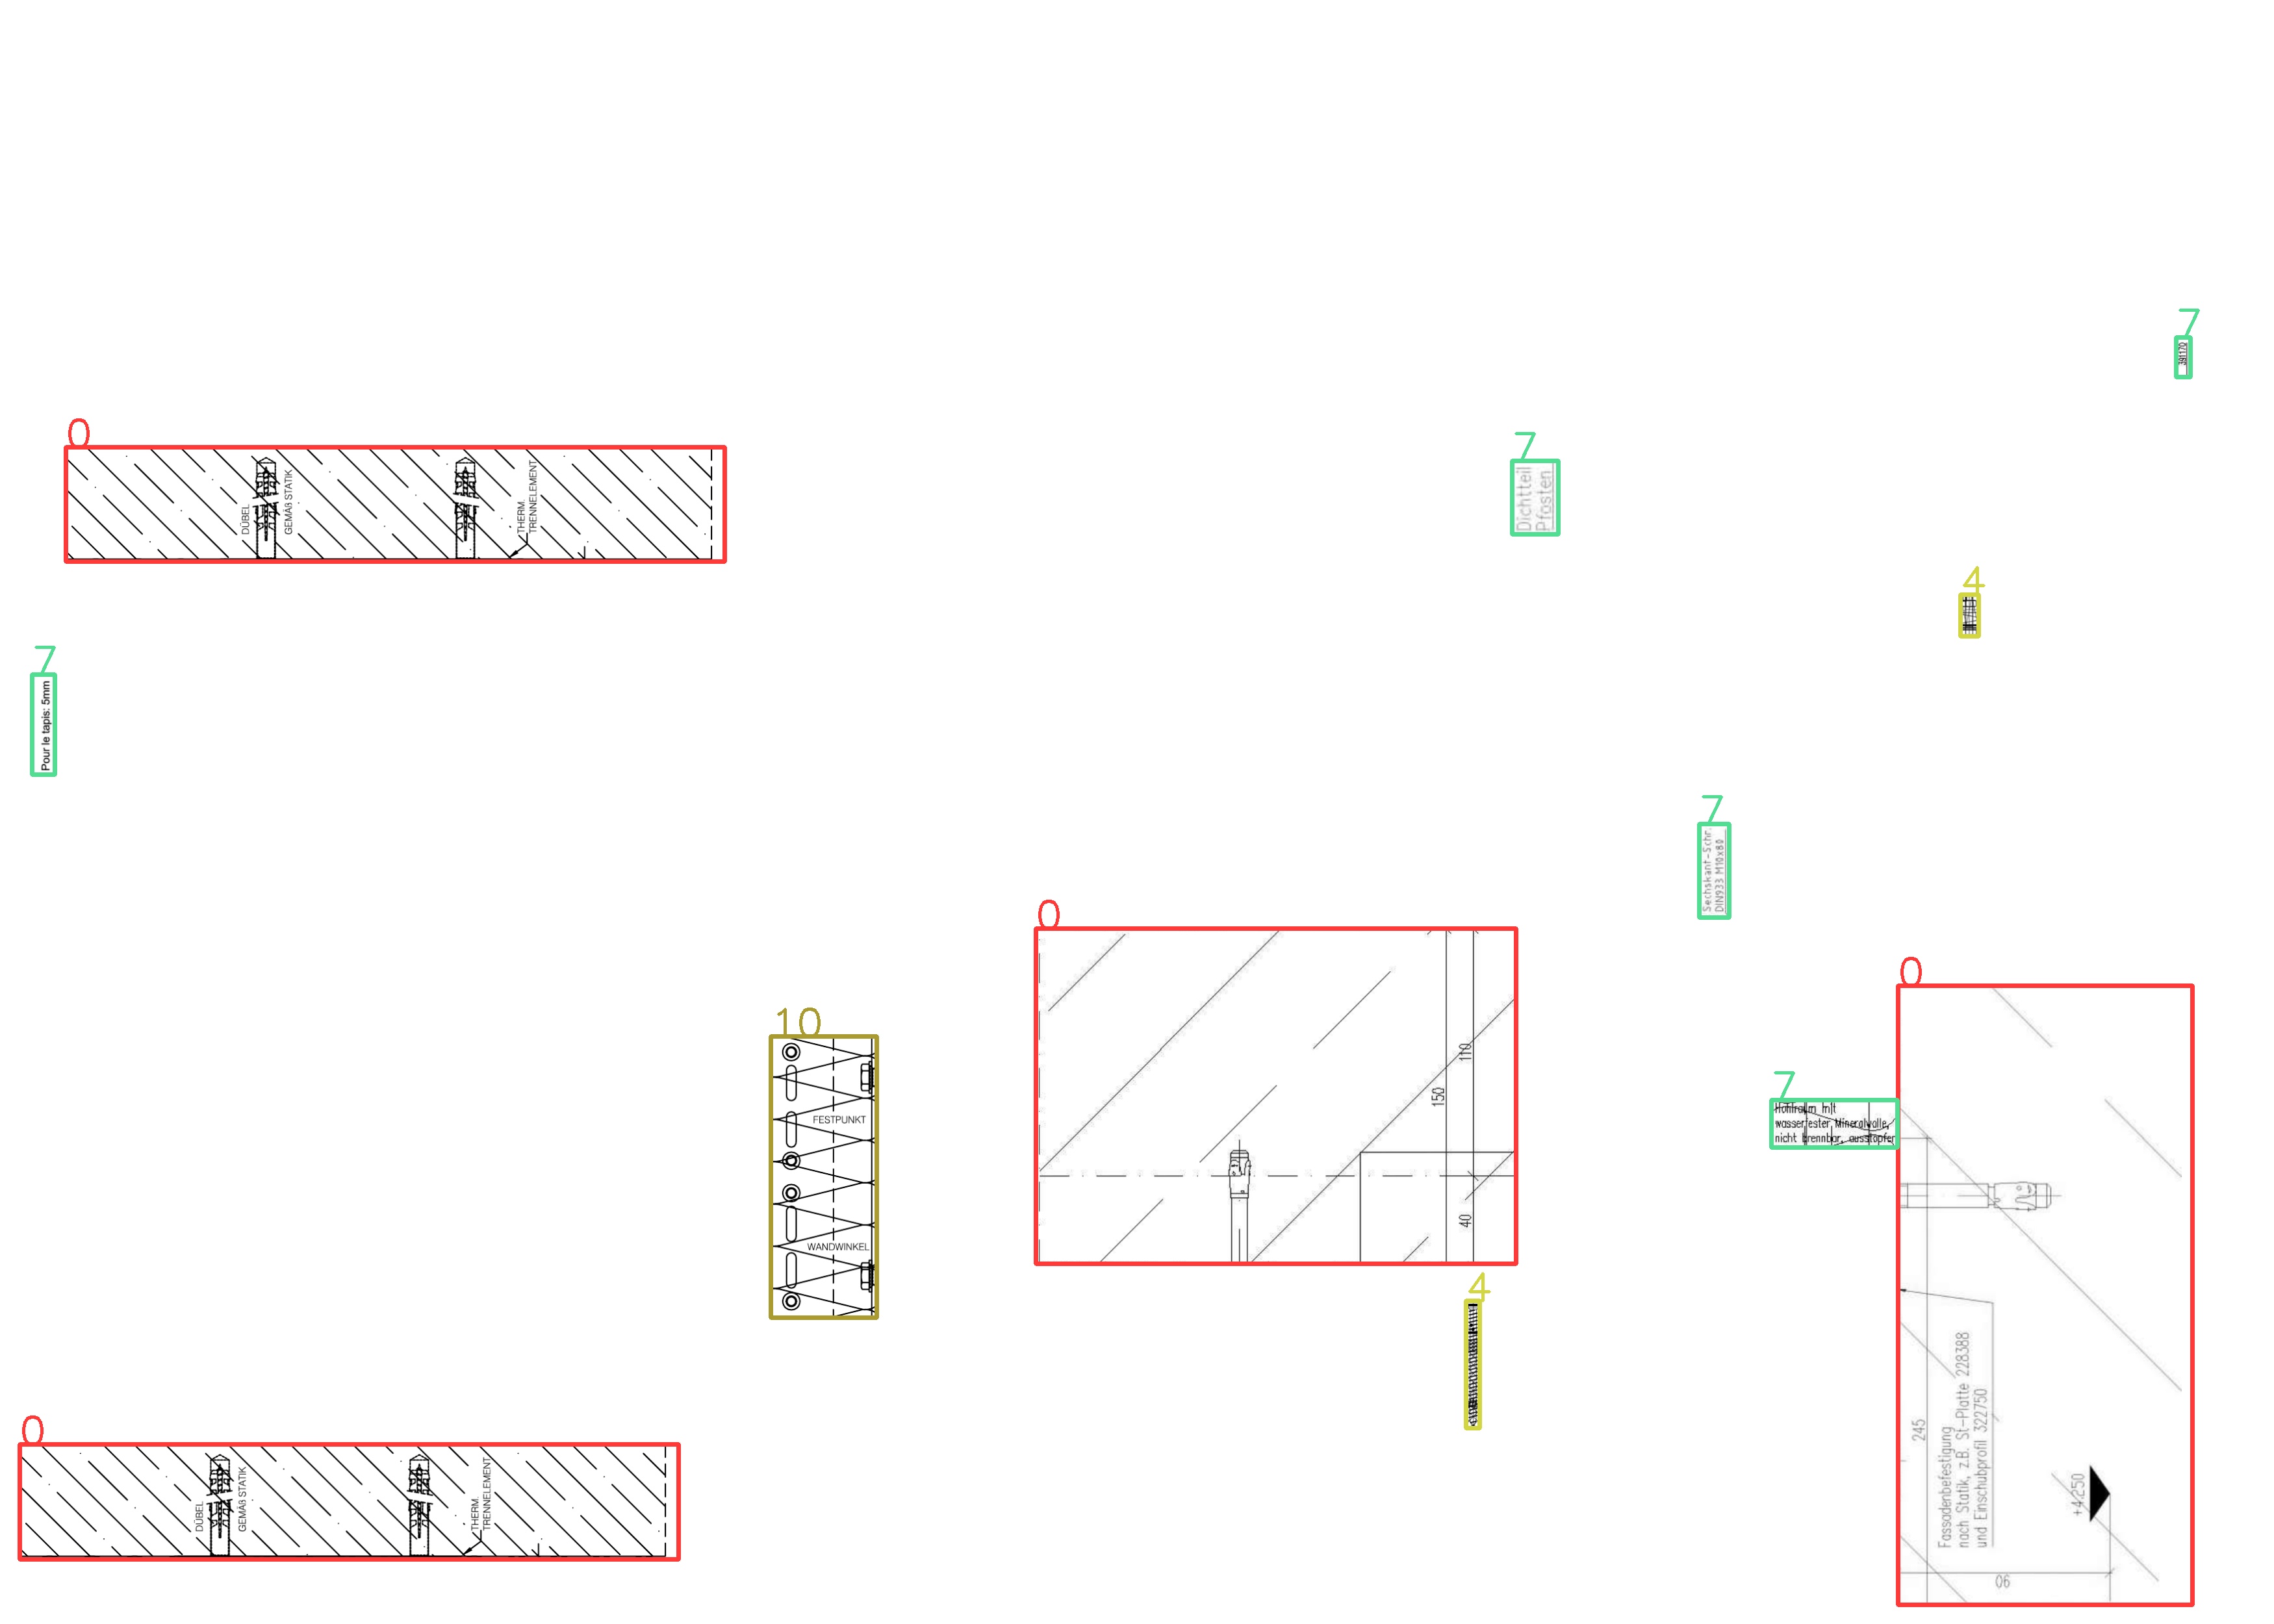 7
391170
0
7
DÜBEL
GEMÄß STATIK
THERM.
TRENNELEMENT
Dichtteil
Pfosten
4
7
Pour le tapis: 5mm
7
Sechskant-Schr.
DIN933 M10x80
0
0
10
FESTPUNKT
WANDWINKEL
110
150
40
7
Hohlraum mit
wasserfester Mineralwolle,
nicht brennbar, ausstopfen
4
Fassadenbefestigung
nach Statik, z.B. St-Platte 228388
und Einschubprofil 322750
245
+4.250
90
0
DÜBEL
GEMÄß STATIK
THERM.
TRENNELEMENT